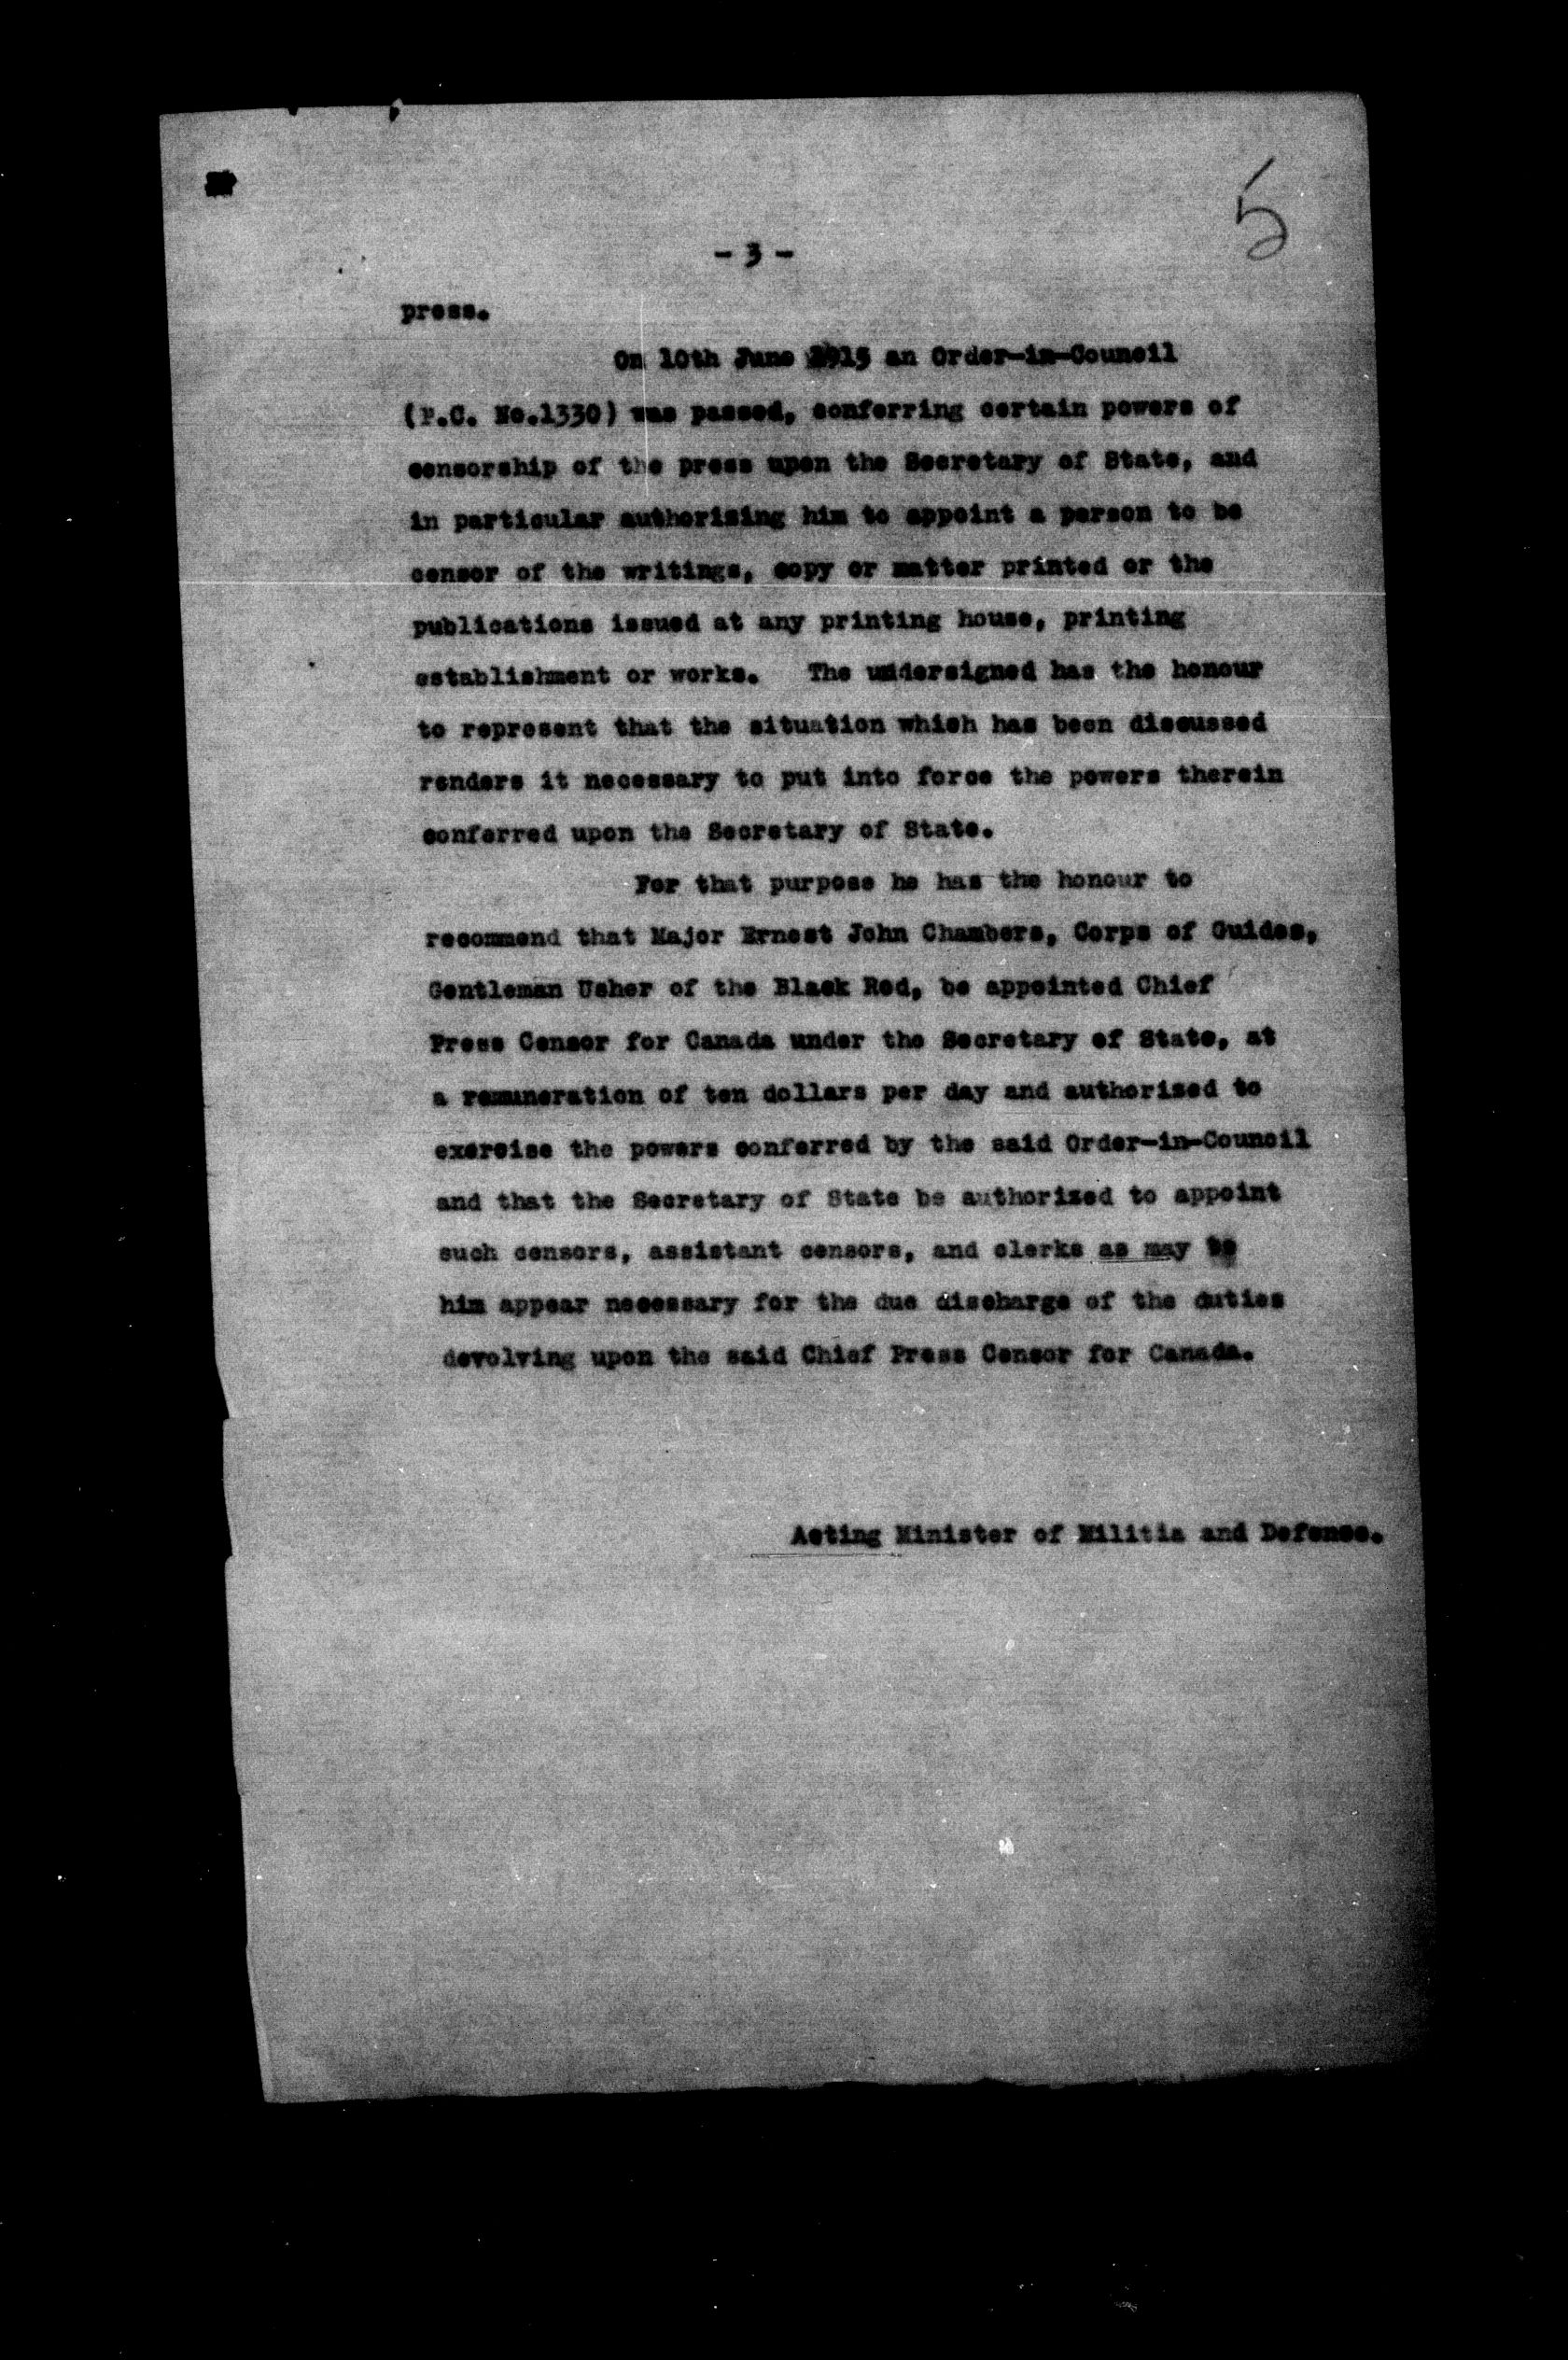 5
- 3 -
press.
On 10th June 1915 an Order-in-Council
(P.C. No.1330) was passed, conferring certain powers of
censorship of the press upon the Secretary of State, and
in particular authorising him to appoint a person to be
censor of the writings, copy or matter printed or the
publications issued at any printing house, printing
establishment or works. The undersigned has the honour
to represent that the situation which has been discussed
renders it necessary to put into force the powers therein
conferred upon the Secretary of State.
For that purpose he has the honour to
recommend that Major Ernest John Chambers, Corps of Guides,
Gentleman Usher of the Black Rod, be appointed Chief
Press Censor for Canada under the Secretary of State, at
a remuneration of ten dollars per day and authorized to
exercise the powers conferred by the said Order-in-Council
and that the Secretary of State be authorized to appoint
such censors, assistant censors, and clerks as may to
him appear necessary for the due discharge of the duties
devolving upon the said Chief Press Censor for Canada.
Acting Minister of Militia and Defense.